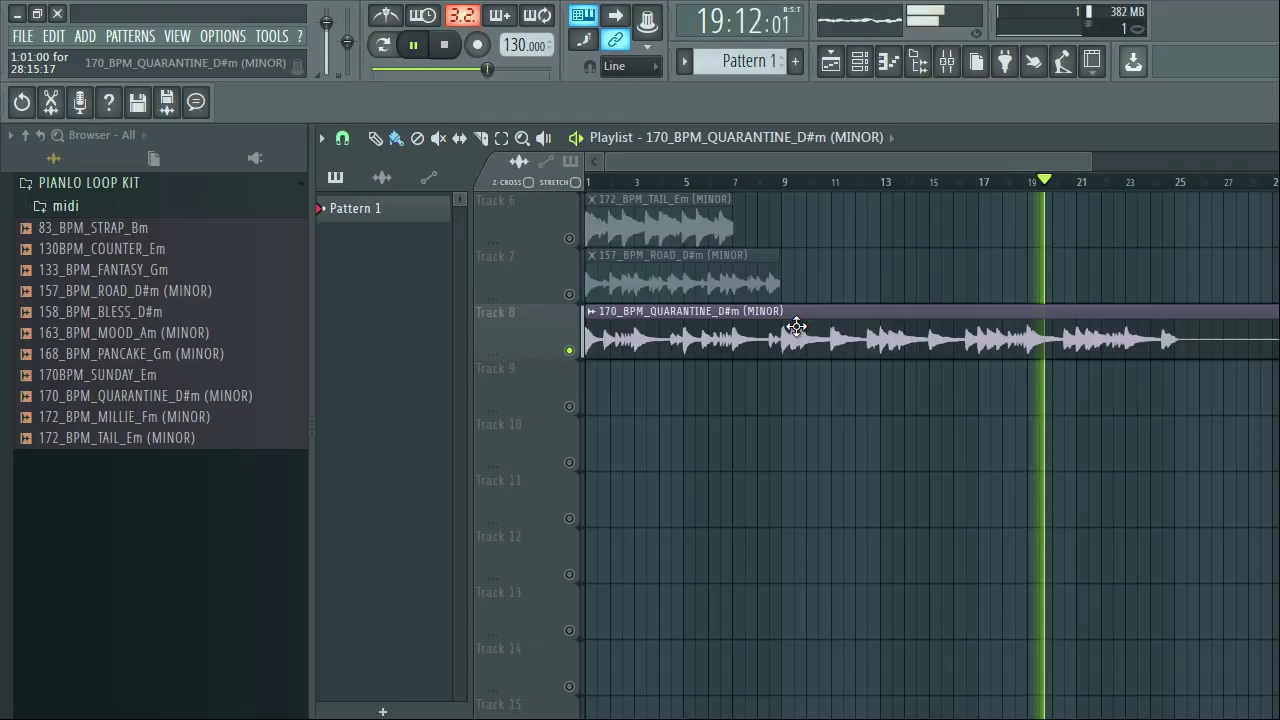 FILE EDIT ADD PATTERNS VIEW OPTIONS TOOLS ?
1:01:00 for
28:15:17
170_BPM_QUARANTINE_D#m (MINOR)
3.2.
130.000
Line
19:12:01
B:S:T
Pattern 1
1
382 MB
1
Browser - All
PIANLO LOOP KIT
midi
83_BPM_STRAP_Bm
130BPM_COUNTER_Em
133_BPM_FANTASY_Gm
157_BPM_ROAD_D#m (MINOR)
158_BPM_BLESS_D#m
163_BPM_MOOD_Am (MINOR)
168_BPM_PANCAKE_Gm (MINOR)
170BPM_SUNDAY_Em
170_BPM_QUARANTINE_D#m (MINOR)
172_BPM_MILLIE_Fm (MINOR)
172_BPM_TAIL_Em (MINOR)
Pattern 1
Playlist - 170_BPM_QUARANTINE_D#m (MINOR)
Z-CROSS STRETCH
1 3 5 7 9 11 13 15 17 19 21 23 25 27 2
Track 6
172_BPM_TAIL_Em (MINOR)
Track 7
157_BPM_ROAD_D#m (MINOR)
Track 8
170_BPM_QUARANTINE_D#m (MINOR)
Track 9
Track 10
Track 11
Track 12
Track 13
Track 14
Track 15